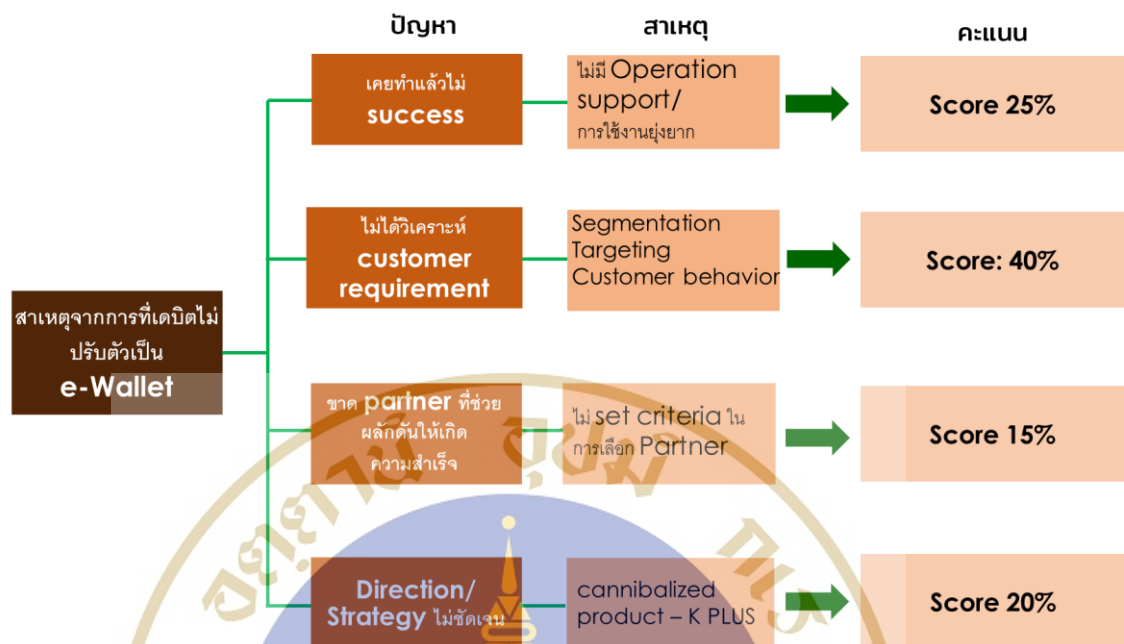 ปัญหา
สาเหตุ
คะแนน
เคยทำแล้วไม่
success
ไม่มี Operation
support/
การใช้งานยุ่งยาก
Score 25%
ไม่ได้วิเคราะห์
customer
requirement
Segmentation
Targeting
Customer behavior
Score: 40%
สาเหตุจากการที่เดบิตไม่
ปรับตัวเป็น
e-Wallet
ขาด partner ที่ช่วย
ผลักดันให้เกิด
ความสำเร็จ
ไม่ set criteria ใน
การเลือก Partner
Score 15%
Direction/
Strategy ไม่ชัดเจน
cannibalized
product – K PLUS
Score 20%